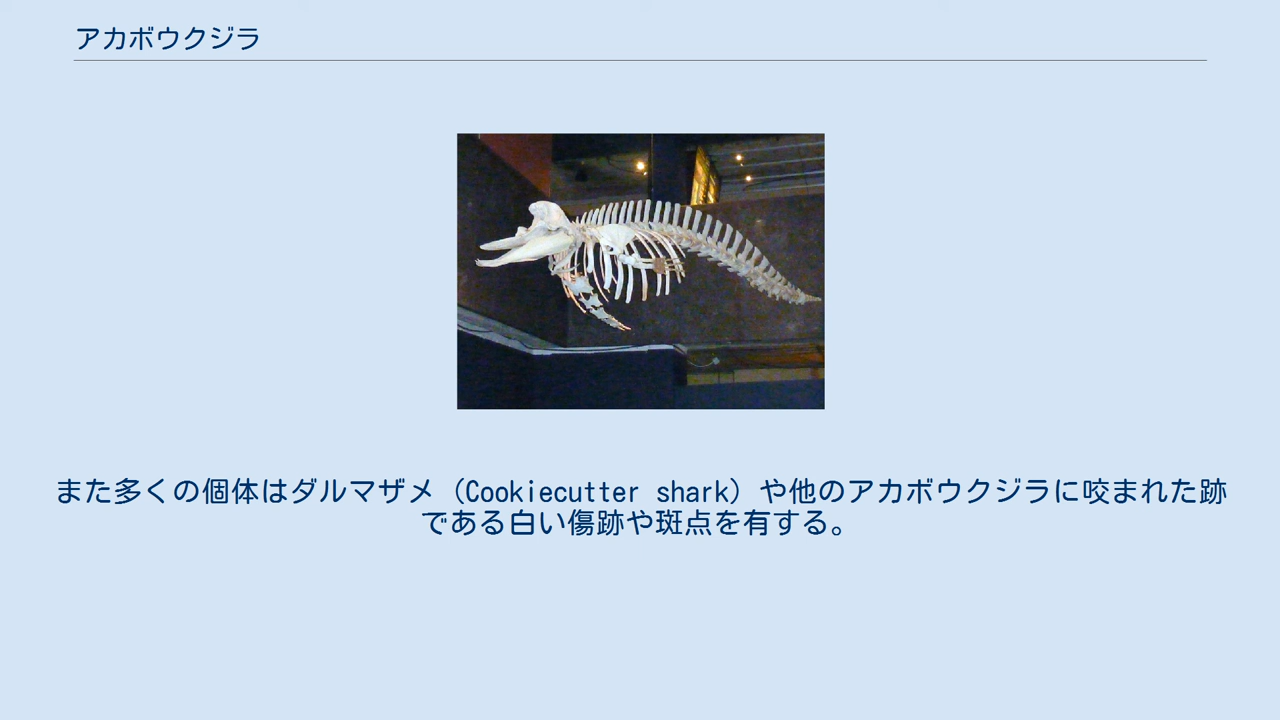 アカボウクジラ
また多くの個体はダルマザメ（Cookiecutter shark）や他のアカボウクジラに咬まれた跡
である白い傷跡や斑点を有する。